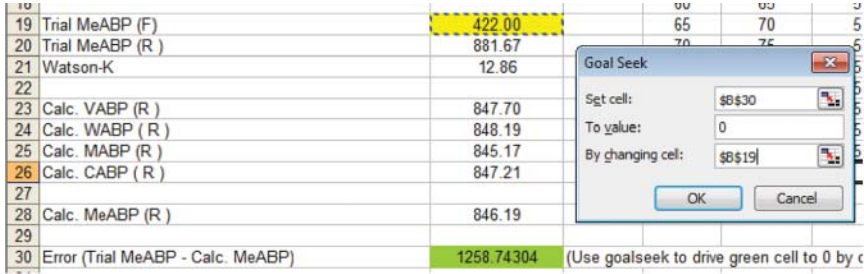 19 Trial MeABP (F) 422.00 65 70 5
20 Trial MeABP (R ) 881.67 70 75
21 Watson-K 12.86
22
23 Calc. VABP (R ) 847.70
24 Calc. WABP ( R ) 848.19
25 Calc. MABP (R ) 845.17
26 Calc. CABP ( R ) 847.21
27
28 Calc. MeABP (R ) 846.19
29
30 Error (Trial MeABP - Calc. MeABP) 1258.74304 (Use goalseek to drive green cell to 0 by
Goal Seek
Set cell: $B$30
To value: 0
By changing cell: $B$19
OK Cancel